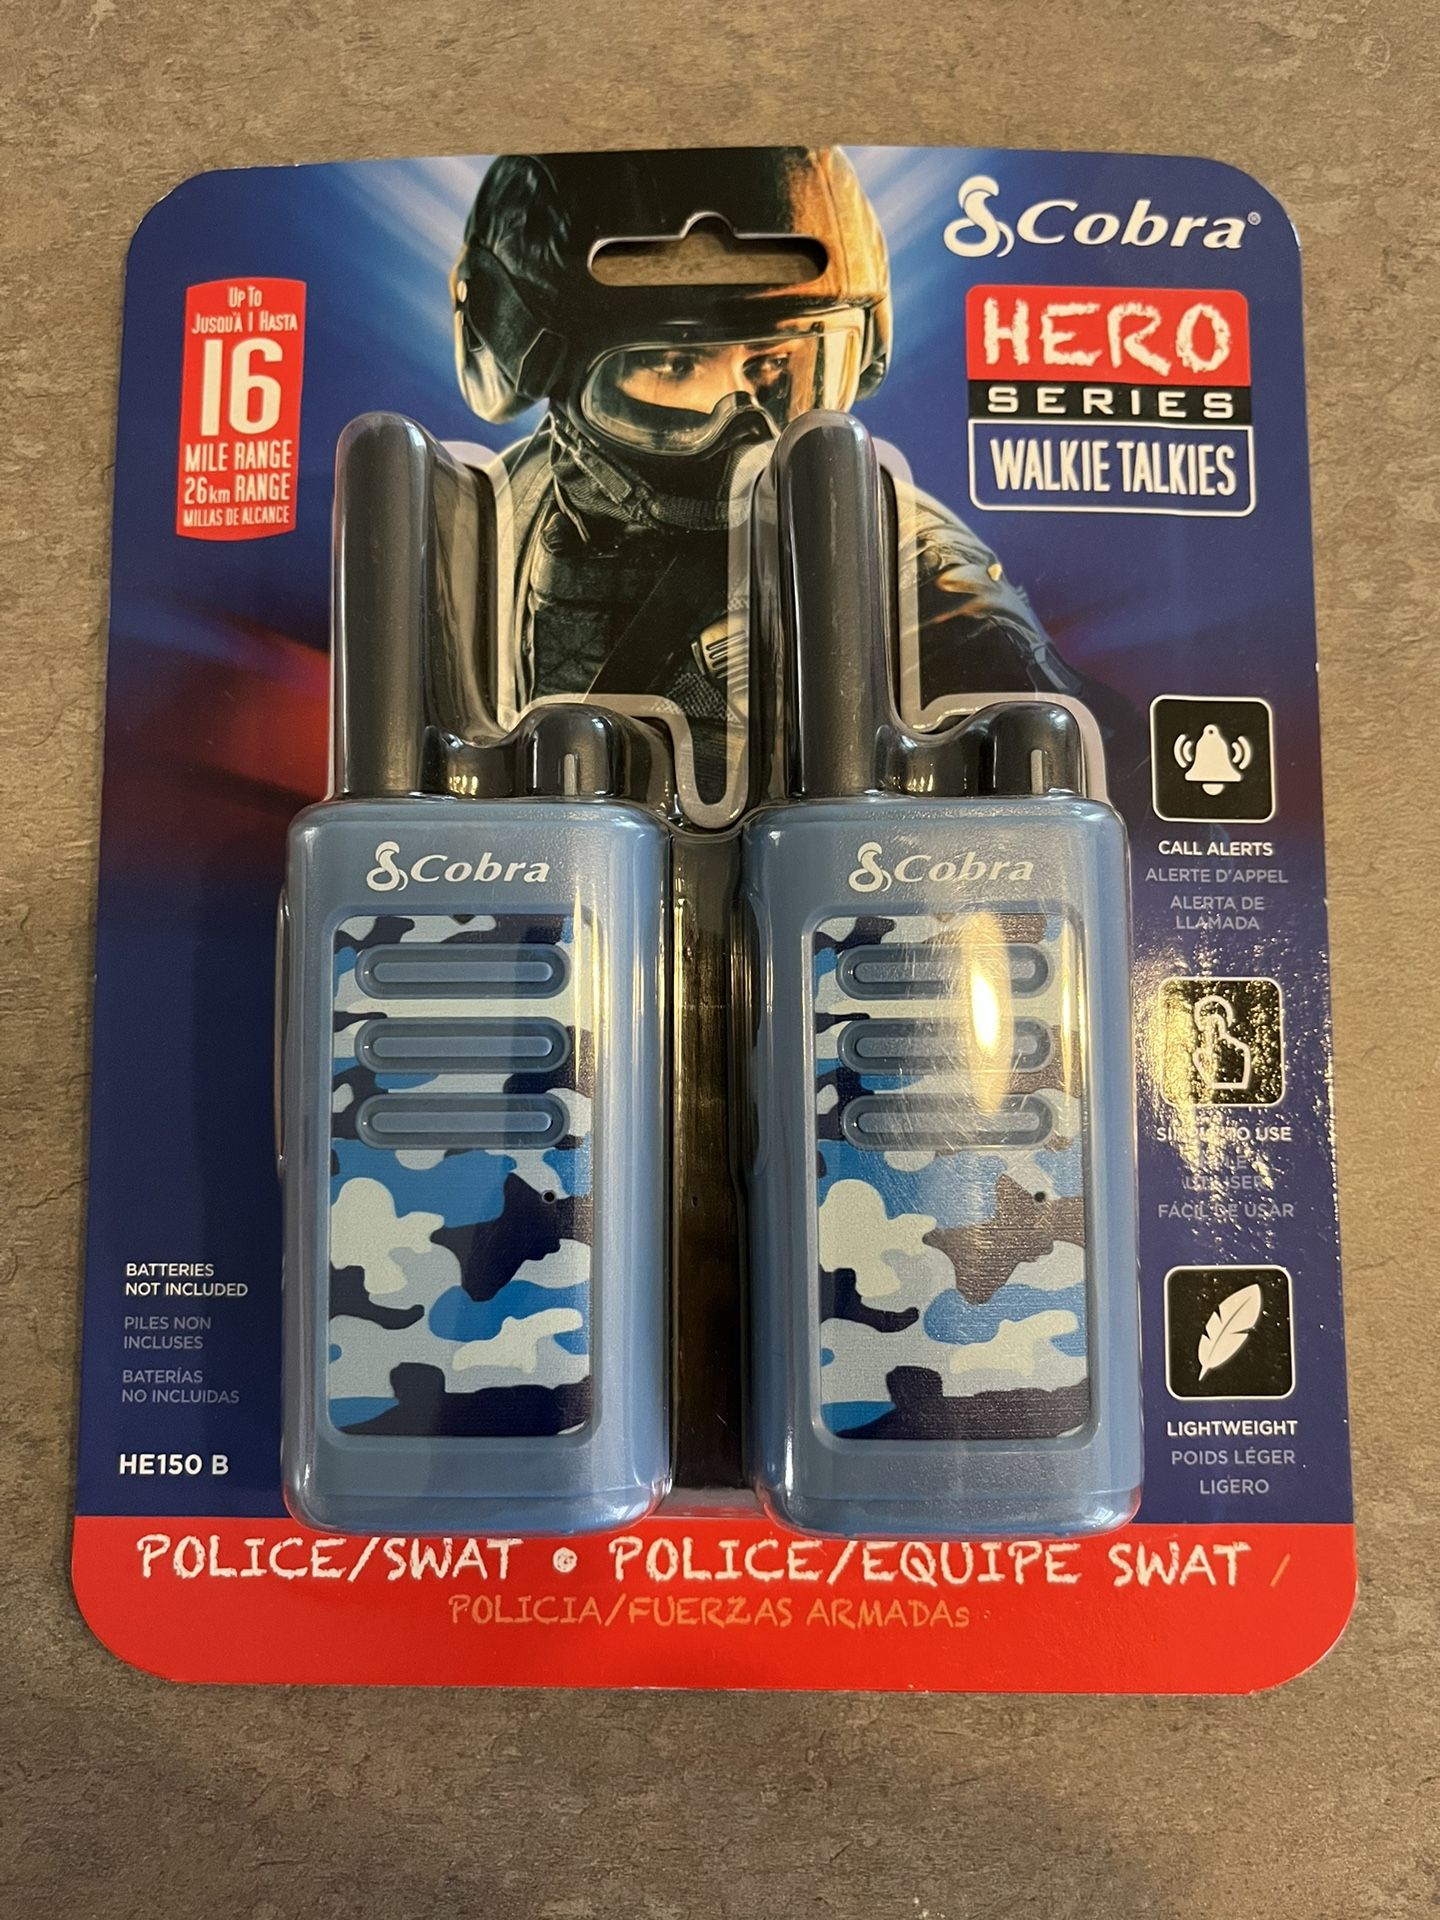 Cobra®
UP TO
JUSQU'À | HASTA
16
MILE RANGE
26km RANGE
MILLAS DE ALCANCE
HERO
SERIES
WALKIE TALKIES
Cobra
Cobra
CALL ALERTS
ALERTE D'APPEL
ALERTA DE
LLAMADA
TO USE
FÁCIL DE USAR
BATTERIES
NOT INCLUDED
PILES NON
INCLUSES
BATERÍAS
NO INCLUIDAS
HE150 B
LIGHTWEIGHT
POIDS LÉGER
LIGERO
POLICE/SWAT • POLICE/EQUIPE SWAT /
POLICIA/FUERZAS ARMADAS